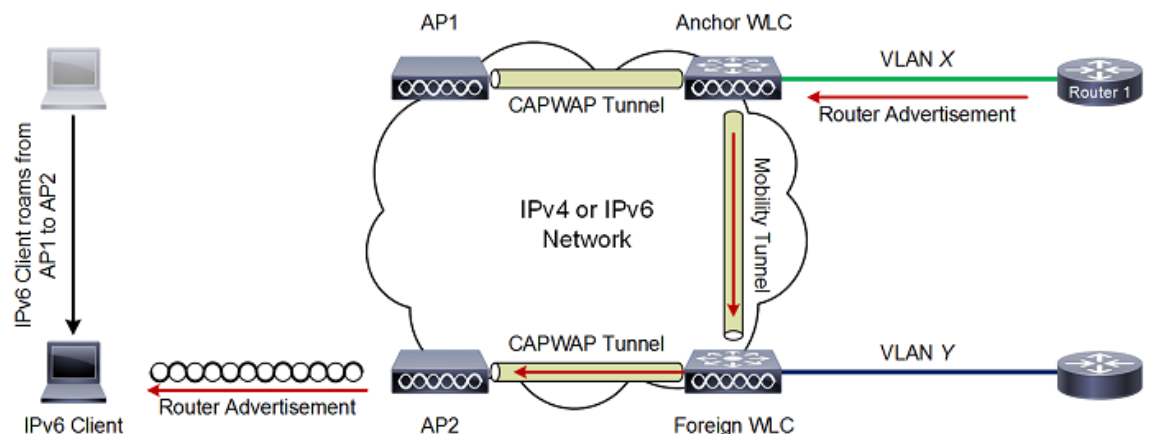 AP1
Anchor WLC
VLAN X
CAPWAP Tunnel
Router 1
Router Advertisement
IPv6 Client roams from
AP1 to AP2
IPv4 or IPv6
Network
Mobility Tunnel
CAPWAP Tunnel
VLAN Y
Router Advertisement
IPv6 Client
AP2
Foreign WLC